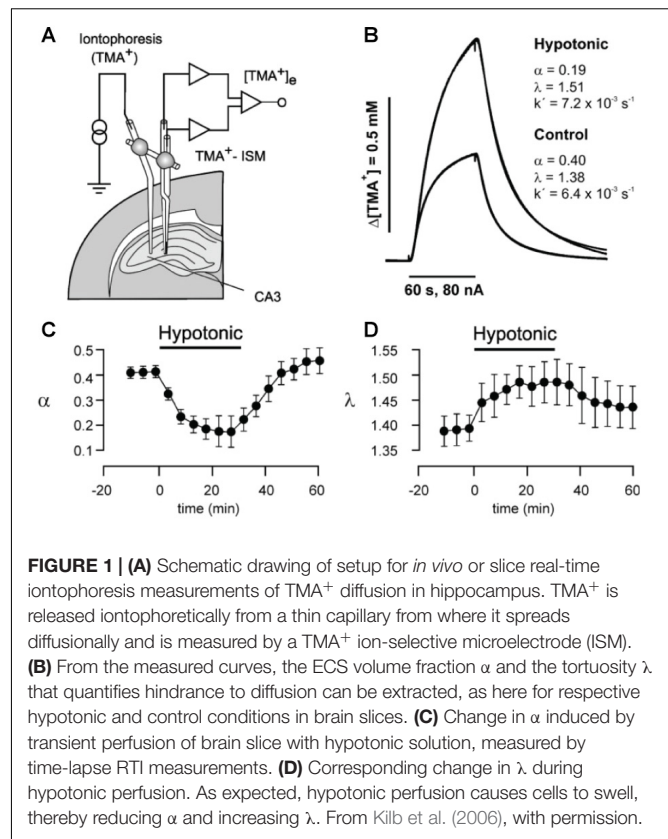 A
Iontophoresis
(TMA⁺)
[TMA⁺]e
TMA⁺- ISM
CA3
B
Δ[TMA⁺] = 0.5 mM
60 s, 80 nA
Hypotonic
α = 0.19
λ = 1.51
k´ = 7.2 x 10⁻³ s⁻¹
Control
α = 0.40
λ = 1.38
k´ = 6.4 x 10⁻³ s⁻¹
C
Hypotonic
α
0.5
0.4
0.3
0.2
0.1
-20 0 20 40 60
time (min)
D
Hypotonic
λ
1.55
1.50
1.45
1.40
1.35
-20 0 20 40 60
time (min)
FIGURE 1 | (A) Schematic drawing of setup for in vivo or slice real-time
iontophoresis measurements of TMA⁺ diffusion in hippocampus. TMA⁺ is
released iontophoretically from a thin capillary from where it spreads
diffusionally and is measured by a TMA⁺ ion-selective microelectrode (ISM).
(B) From the measured curves, the ECS volume fraction α and the tortuosity λ
that quantifies hindrance to diffusion can be extracted, as here for respective
hypotonic and control conditions in brain slices. (C) Change in α induced by
transient perfusion of brain slice with hypotonic solution, measured by
time-lapse RTI measurements. (D) Corresponding change in λ during
hypotonic perfusion. As expected, hypotonic perfusion causes cells to swell,
thereby reducing α and increasing λ. From Kilb et al. (2006), with permission.